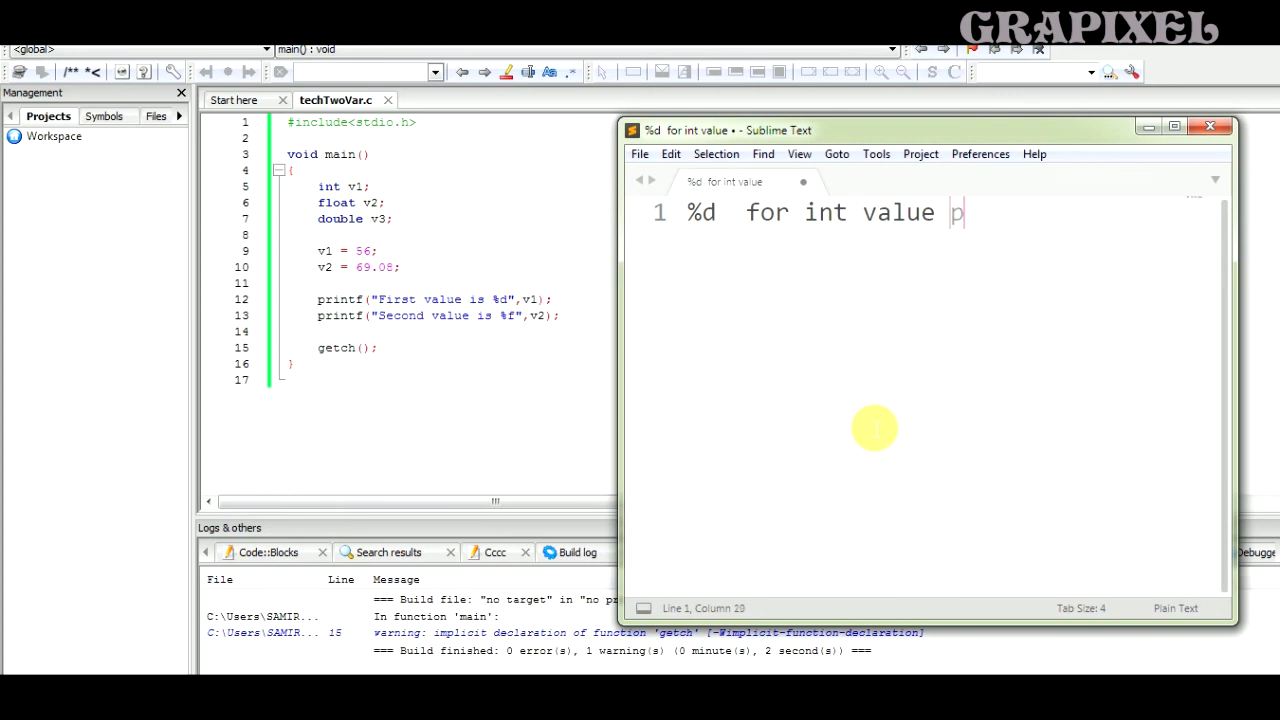 GRAPIXEL
<global>
main() : void
/** *<
Management
Start here
techTwoVar.c
Projects
Symbols
Files
Workspace
1 #include<stdio.h>
2
3 void main()
4 {
5 int v1;
6 float v2;
7 double v3;
8
9 v1 = 56;
10 v2 = 69.08;
11
12 printf("First value is %d",v1);
13 printf("Second value is %f",v2);
14
15 getch();
16 }
17
%d for int value • - Sublime Text
File Edit Selection Find View Goto Tools Project Preferences Help
%d for int value
1 %d for int value p
Line 1, Column 29
Tab Size: 4
Plain Text
Logs & others
Code::Blocks
Search results
Cccc
Build log
Debugge
File Line Message
=== Build file: "no target" in "no pr
C:\Users\SAMIR... In function 'main':
C:\Users\SAMIR... 15 warning: implicit declaration of function 'getch' [-Wimplicit-function-declaration]
=== Build finished: 0 error(s), 1 warning(s) (0 minute(s), 2 second(s)) ===